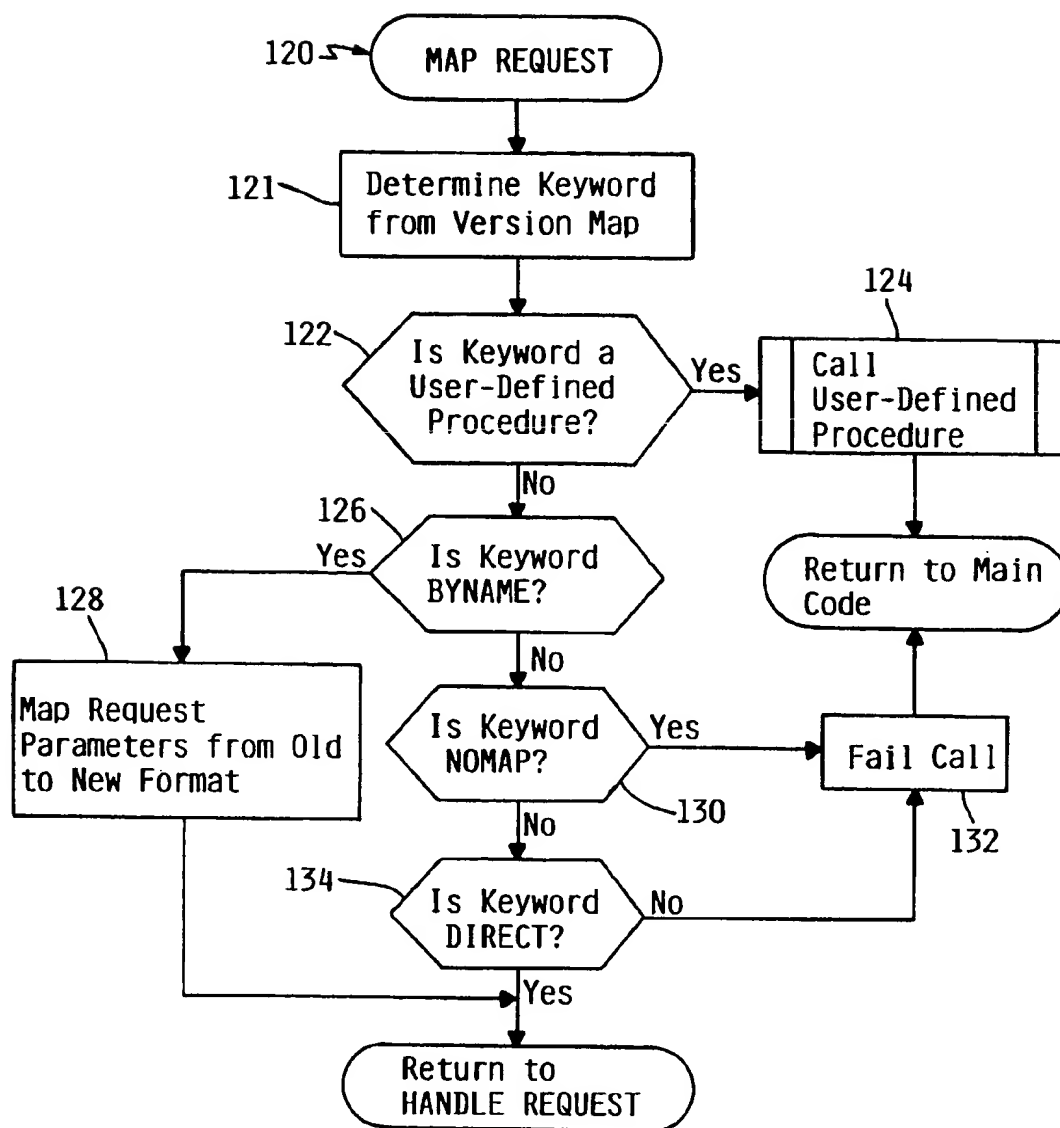 120
MAP REQUEST
121
Determine Keyword
from Version Map
122
Is Keyword a
User-Defined
Procedure?
Yes
124
Call
User-Defined
Procedure
No
126
Yes
Is Keyword
BYNAME?
Return to Main
Code
128
No
Map Request
Parameters from Old
to New Format
Is Keyword
NOMAP?
Yes
Fail Call
130
132
No
134
Is Keyword
DIRECT?
No
Yes
Return to
HANDLE REQUEST